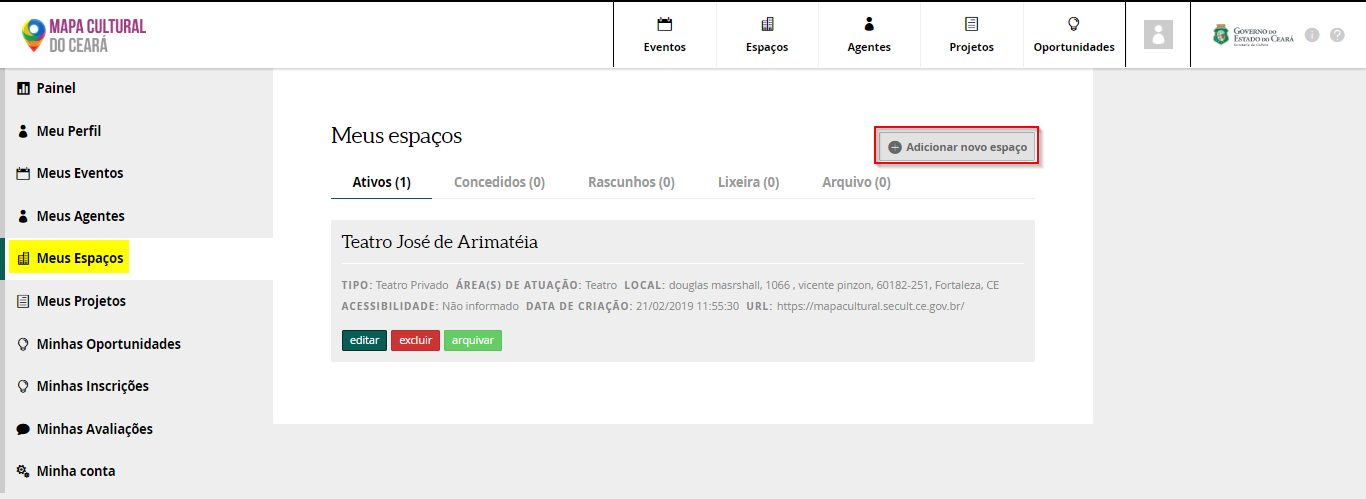 MAPA CULTURAL
DO CEARÁ
Eventos
Espaços
Agentes
Projetos
Oportunidades
GOVERNO DO
ESTADO DO CEARÁ
Secretaria da Cultura
Painel
Meu Perfil
Meus Eventos
Meus Agentes
Meus Espaços
Meus Projetos
Minhas Oportunidades
Minhas Inscrições
Minhas Avaliações
Minha conta
Meus espaços
Adicionar novo espaço
Ativos (1) Concedidos (0) Rascunhos (0) Lixeira (0) Arquivo (0)
Teatro José de Arimatéia
TIPO: Teatro Privado ÁREA(S) DE ATUAÇÃO: Teatro LOCAL: douglas masrshall, 1066 , vicente pinzon, 60182-251, Fortaleza, CE
ACESSIBILIDADE: Não informado DATA DE CRIAÇÃO: 21/02/2019 11:55:30 URL: https://mapacultural.secult.ce.gov.br/
editar excluir arquivar